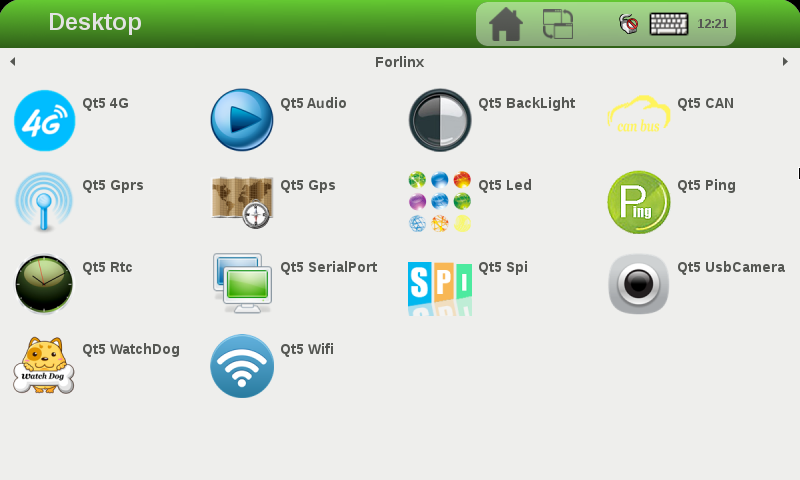 Desktop
12:21
Forlinx
4G
Qt5 4G
Qt5 Audio
Qt5 BackLight
can bus
Qt5 CAN
Qt5 Gprs
Qt5 Gps
Qt5 Led
Ping
Qt5 Ping
Qt5 Rtc
Qt5 SerialPort
SPI
Qt5 Spi
Qt5 UsbCamera
Watch Dog
Qt5 WatchDog
Qt5 Wifi